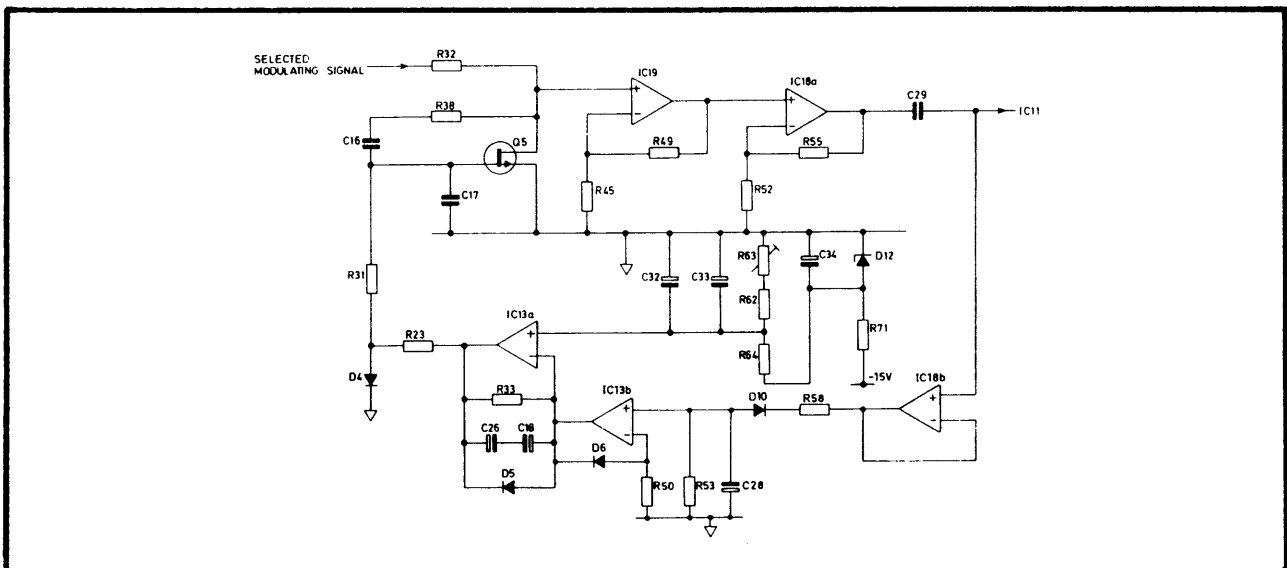 SELECTED
MODULATING SIGNAL
R32
IC19
IC18a
C29
IC11
R38
C16
Q5
R49
R55
C17
R45
R52
R31
C32
C33
R63
C34
D12
R62
IC13a
R71
R23
R64
-15V
IC18b
D4
R33
IC13b
D10
R58
C26
C18
D6
D5
R50
R53
C28